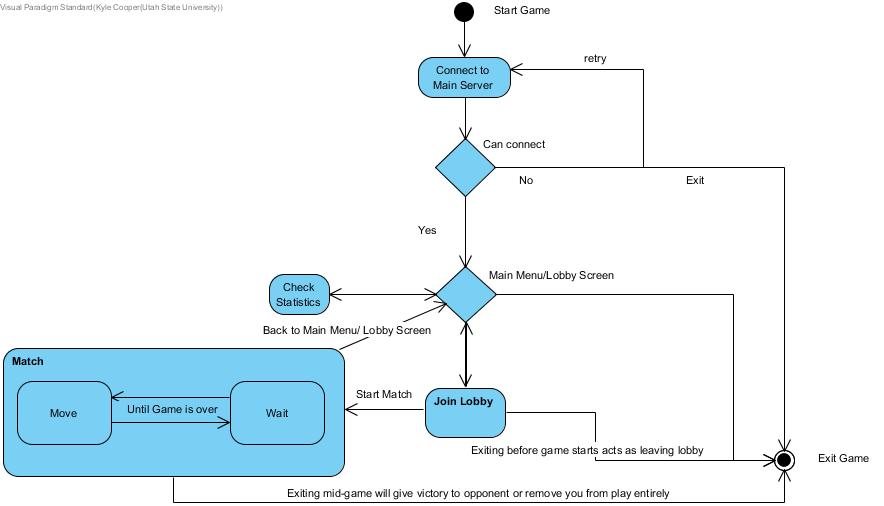 Visual Paradigm Standard(Kyle Cooper(Utah State University))
Start Game
Connect to
Main Server
retry
Can connect
No
Exit
Yes
Main Menu/Lobby Screen
Check
Statistics
Back to Main Menu/ Lobby Screen
Match
Move
Until Game is over
Wait
Start Match
Join Lobby
Exiting before game starts acts as leaving lobby
Exit Game
Exiting mid-game will give victory to opponent or remove you from play entirely